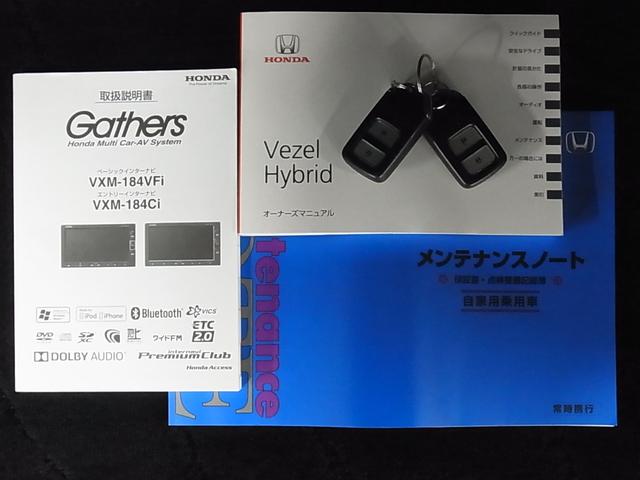 HONDA
The Power of Dreams
取扱説明書
Gathers
Honda Multi Car-AV System
ベーシックインターナビ
VXM-184VFi
エントリーインターナビ
VXM-184Ci
iPod iPhone
Bluetooth
VICS
DVD
SD XC
ワイドFM
ETC 2.0
DOLBY AUDIO
internavi
Premium Club
Honda Access
HONDA
Vezel
Hybrid
オーナーズマニュアル
クイックガイド
安全なドライブ
計器の見かた
各部の操作
オーディオ
運転
メンテナンス
万一の場合には
資料
索引
メンテナンスノート
保証書・点検整備記録簿
自家用乗用車
常時携行
tenance